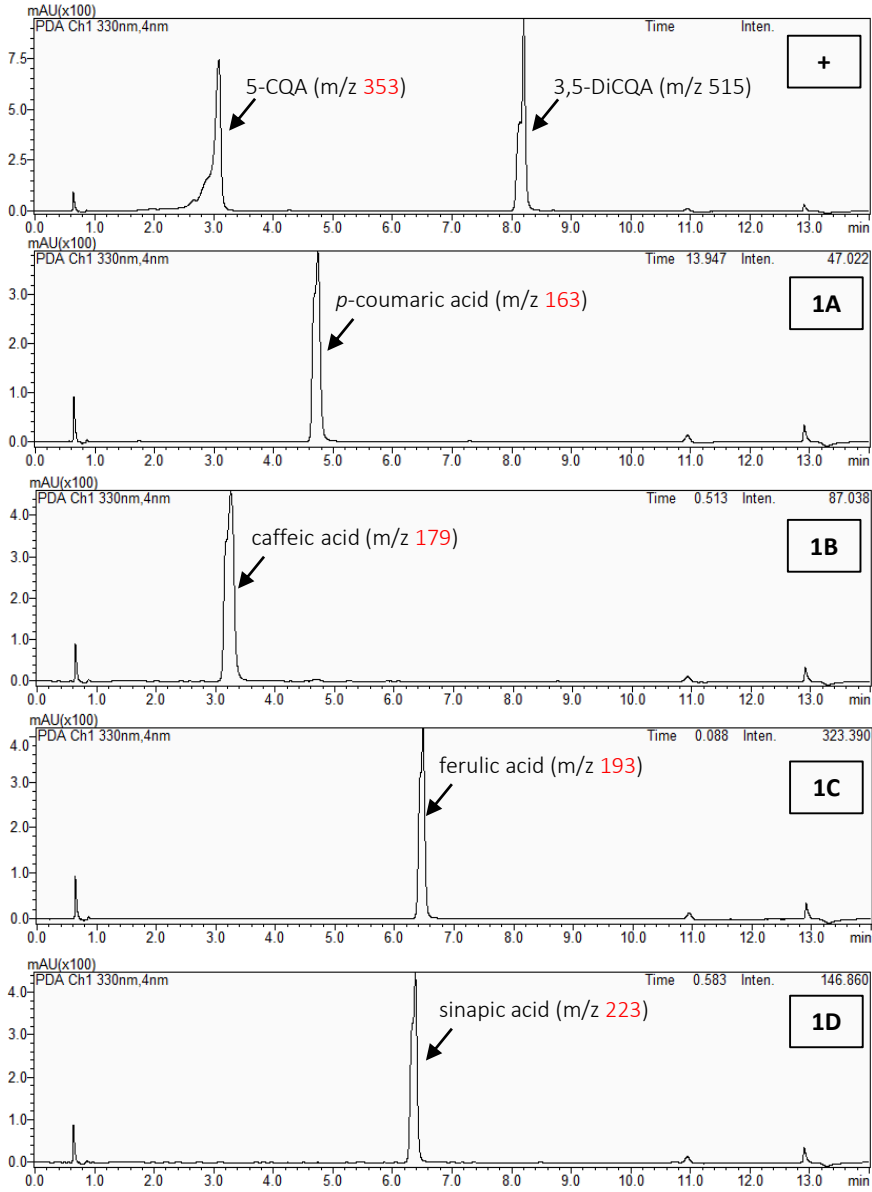 mAU(x100)
PDA Ch1 330nm,4nm Time Inten.
+
7.5
5-CQA (m/z 353) 3,5-DiCQA (m/z 515)
5.0
2.5
0.0
0.0 1.0 2.0 3.0 4.0 5.0 6.0 7.0 8.0 9.0 10.0 11.0 12.0 13.0 min
mAU(x100)
PDA Ch1 330nm,4nm Time 13.947 Inten. 47.022
1A
3.0
p-coumaric acid (m/z 163)
2.0
1.0
0.0
0.0 1.0 2.0 3.0 4.0 5.0 6.0 7.0 8.0 9.0 10.0 11.0 12.0 13.0 min
mAU(x100)
PDA Ch1 330nm,4nm Time 0.513 Inten. 87.038
4.0
1B
caffeic acid (m/z 179)
3.0
2.0
1.0
0.0
0.0 1.0 2.0 3.0 4.0 5.0 6.0 7.0 8.0 9.0 10.0 11.0 12.0 13.0 min
mAU(x100)
PDA Ch1 330nm,4nm Time 0.088 Inten. 323.390
4.0
ferulic acid (m/z 193)
1C
3.0
2.0
1.0
0.0
0.0 1.0 2.0 3.0 4.0 5.0 6.0 7.0 8.0 9.0 10.0 11.0 12.0 13.0 min
mAU(x100)
PDA Ch1 330nm,4nm Time 0.583 Inten. 146.860
4.0
sinapic acid (m/z 223)
1D
3.0
2.0
1.0
0.0
0.0 1.0 2.0 3.0 4.0 5.0 6.0 7.0 8.0 9.0 10.0 11.0 12.0 13.0 min